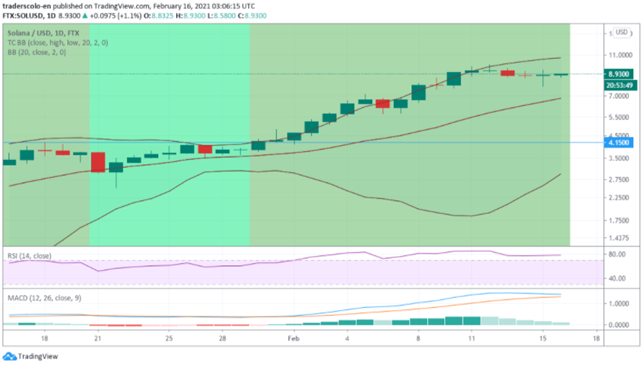 traderscolo-en published on TradingView.com, February 16, 2021 03:06:15 UTC
FTX:SOLUSD, 1D 8.9300 ▲ +0.0975 (+1.1%) O:8.8325 H:8.9300 L:8.5800 C:8.9300
Solana / USD, 1D, FTX
TC BB (close, high, low, 20, 2, 0)
BB (20, close, 2, 0)
USD
11.0000
8.9300
20:53:49
7.0000
5.5000
4.1500
3.5000
2.7500
2.2000
1.7500
1.4375
RSI (14, close)
80.00
40.00
MACD (12, 26, close, 9)
1.0000
0.0000
18 21 25 28 Feb 4 8 11 15 18
TradingView